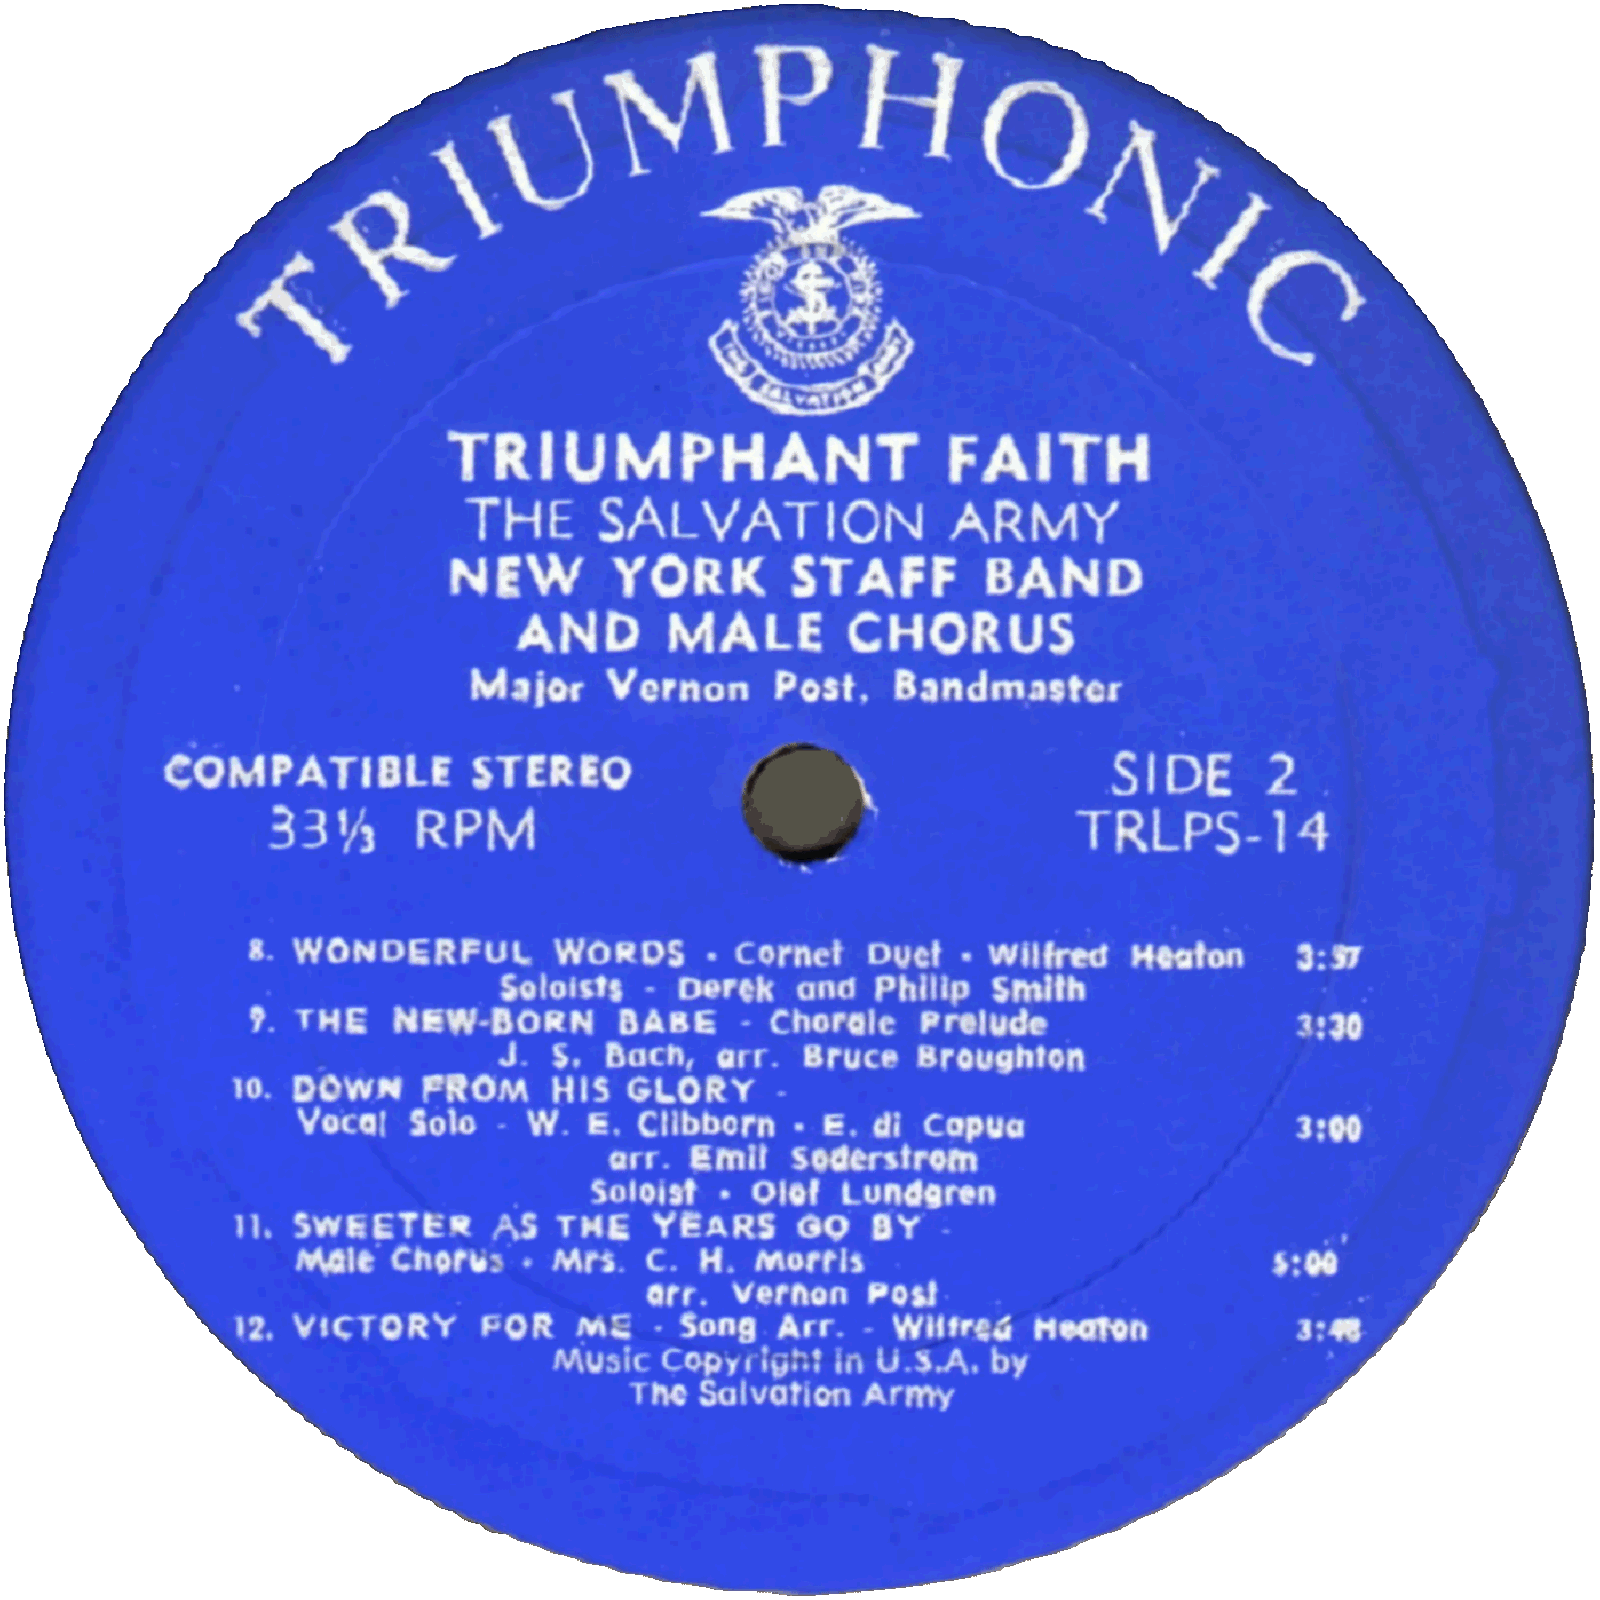 TRIUMPHONIC
SALVATION
TRIUMPHANT FAITH
THE SALVATION ARMY
NEW YORK STAFF BAND
AND MALE CHORUS
Major Vernon Post, Bandmaster
COMPATIBLE STEREO
33⅓ RPM
SIDE 2
TRLPS-14
8. WONDERFUL WORDS - Cornet Duet - Wilfred Heaton 3:57
Soloists - Derek and Philip Smith
9. THE NEW-BORN BABE - Chorale Prelude 3:30
J. S. Bach, arr. Bruce Broughton
10. DOWN FROM HIS GLORY -
Vocal Solo - W. E. Clibborn - E. di Capua 3:00
arr. Emil Soderstrom
Soloist - Olof Lundgren
11. SWEETER AS THE YEARS GO BY -
Male Chorus - Mrs. C. H. Morris 5:00
arr. Vernon Post
12. VICTORY FOR ME - Song Arr. - Wilfred Heaton 3:48
Music Copyright in U.S.A. by
The Salvation Army